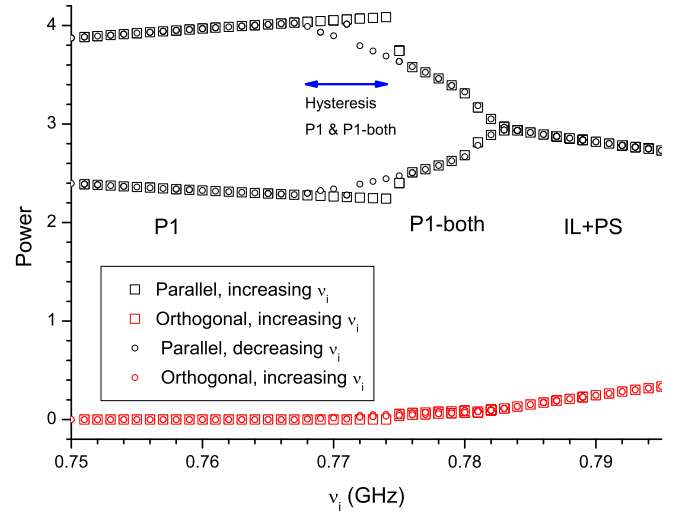 4
3
2
1
0
Power
Hysteresis
P1 & P1-both
P1
P1-both
IL+PS
Parallel, increasing νi
Orthogonal, increasing νi
Parallel, decreasing νi
Orthogonal, increasing νi
0.75
0.76
0.77
0.78
0.79
νi (GHz)